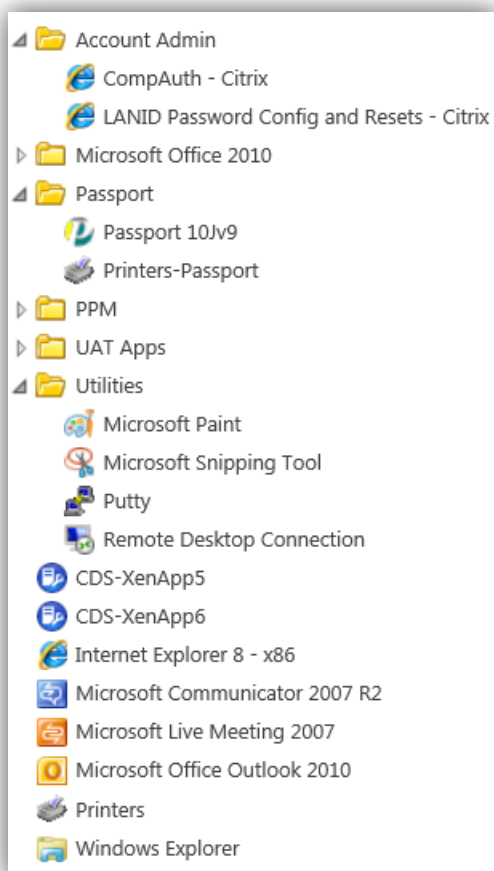 Account Admin
CompAuth - Citrix
LANID Password Config and Resets - Citrix
Microsoft Office 2010
Passport
Passport 10Jv9
Printers-Passport
PPM
UAT Apps
Utilities
Microsoft Paint
Microsoft Snipping Tool
Putty
Remote Desktop Connection
CDS-XenApp5
CDS-XenApp6
Internet Explorer 8 - x86
Microsoft Communicator 2007 R2
Microsoft Live Meeting 2007
Microsoft Office Outlook 2010
Printers
Windows Explorer